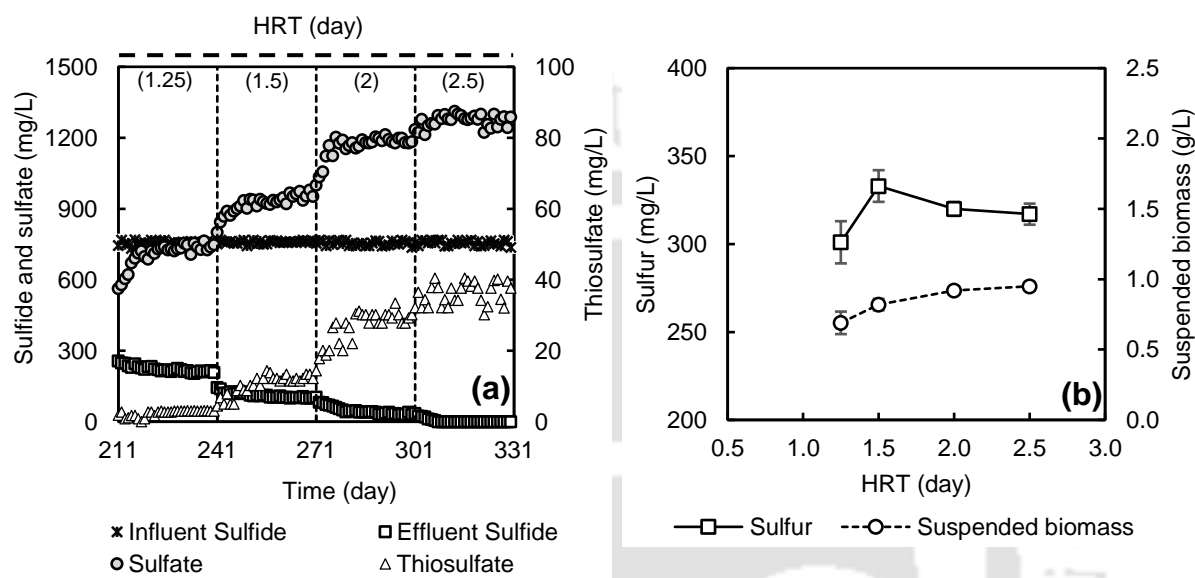 HRT (day)
1500
1200
900
600
300
0
Sulfide and sulfate (mg/L)
(1.25)
(1.5)
(2)
(2.5)
100
80
60
40
20
0
Thiosulfate (mg/L)
(a)
211
241
271
301
331
Time (day)
Influent Sulfide
Effluent Sulfide
Sulfate
Thiosulfate
400
350
300
250
200
Sulfur (mg/L)
2.5
2.0
1.5
1.0
0.5
0.0
Suspended biomass (g/L)
(b)
0.5
1.0
1.5
2.0
2.5
3.0
HRT (day)
Sulfur
Suspended biomass